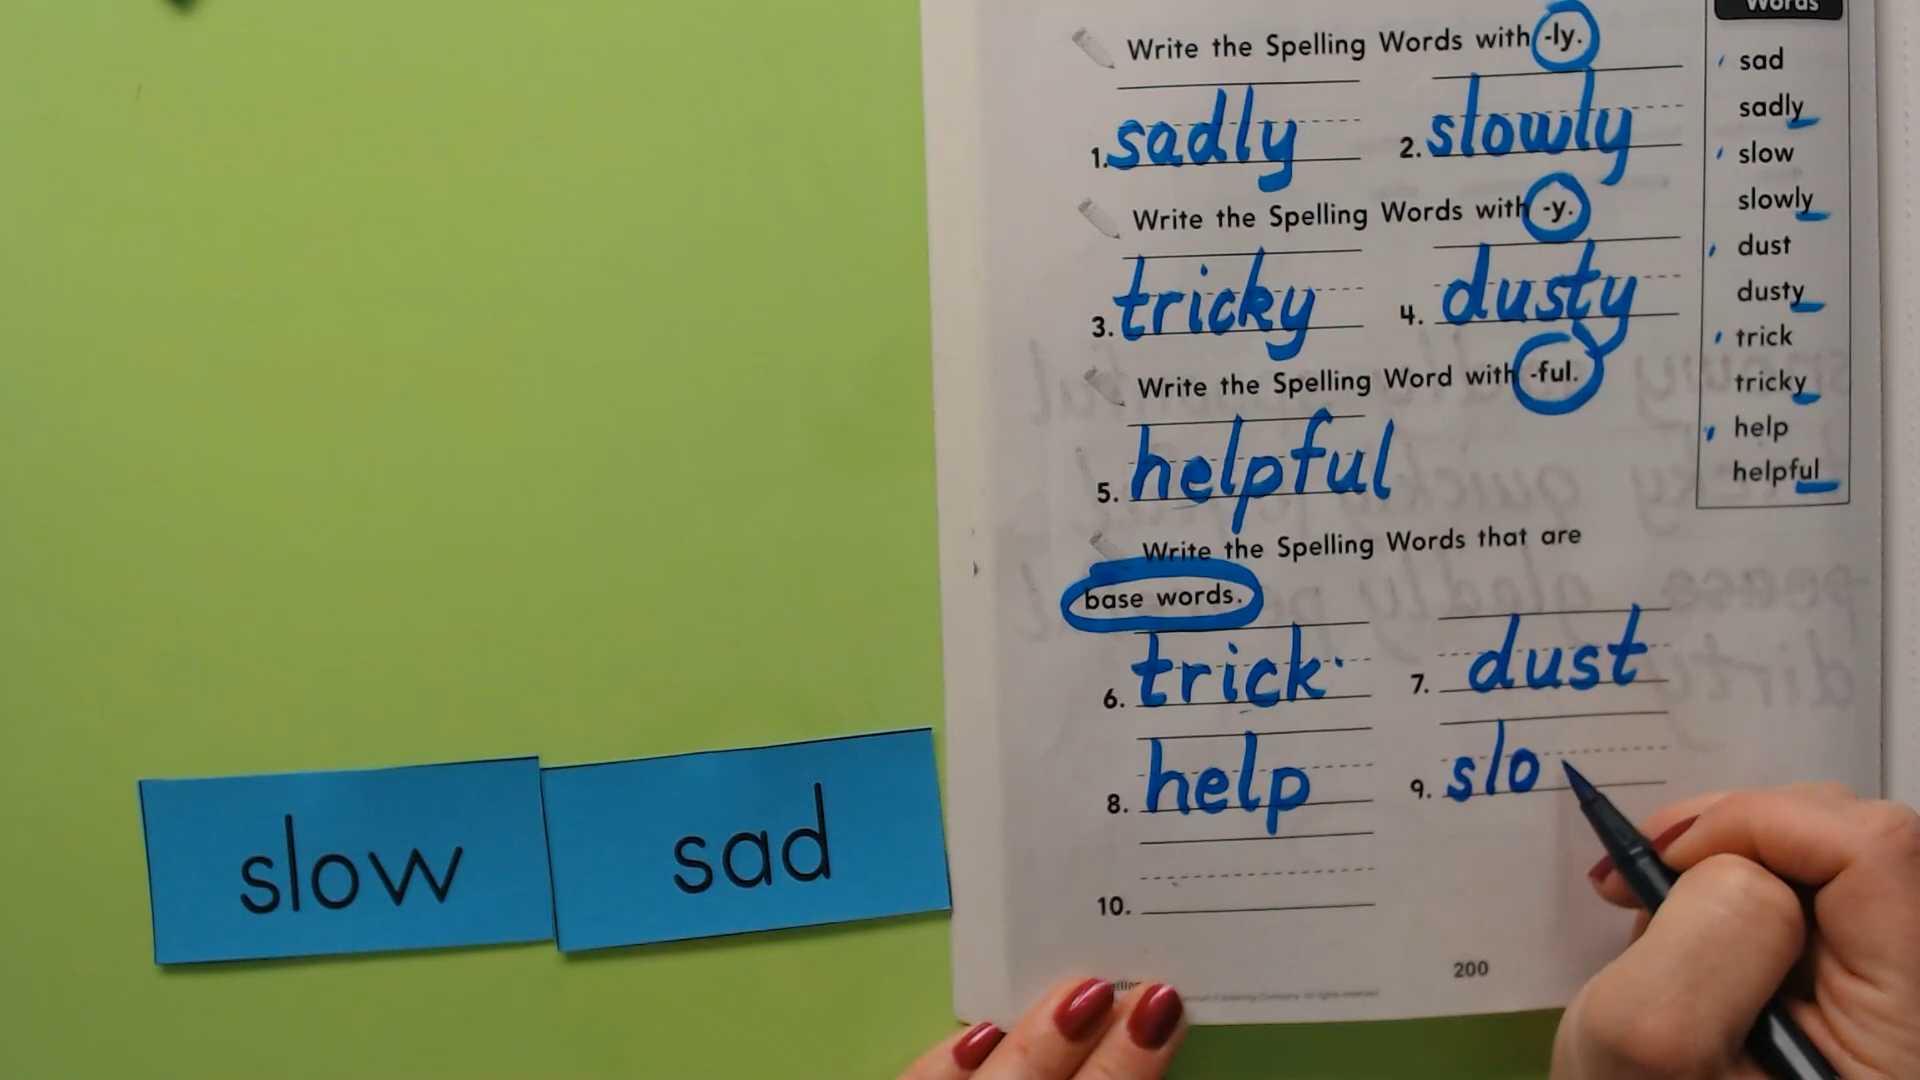 Words
Write the Spelling Words with -ly.
1. sadly 2. slowly
Write the Spelling Words with -y.
3. tricky 4. dusty
Write the Spelling Word with -ful.
5. helpful
Write the Spelling Words that are
base words.
6. trick 7. dust
8. help 9. slo
10.
200
sad
sadly
slow
slowly
dust
dusty
trick
tricky
help
helpful
slow
sad